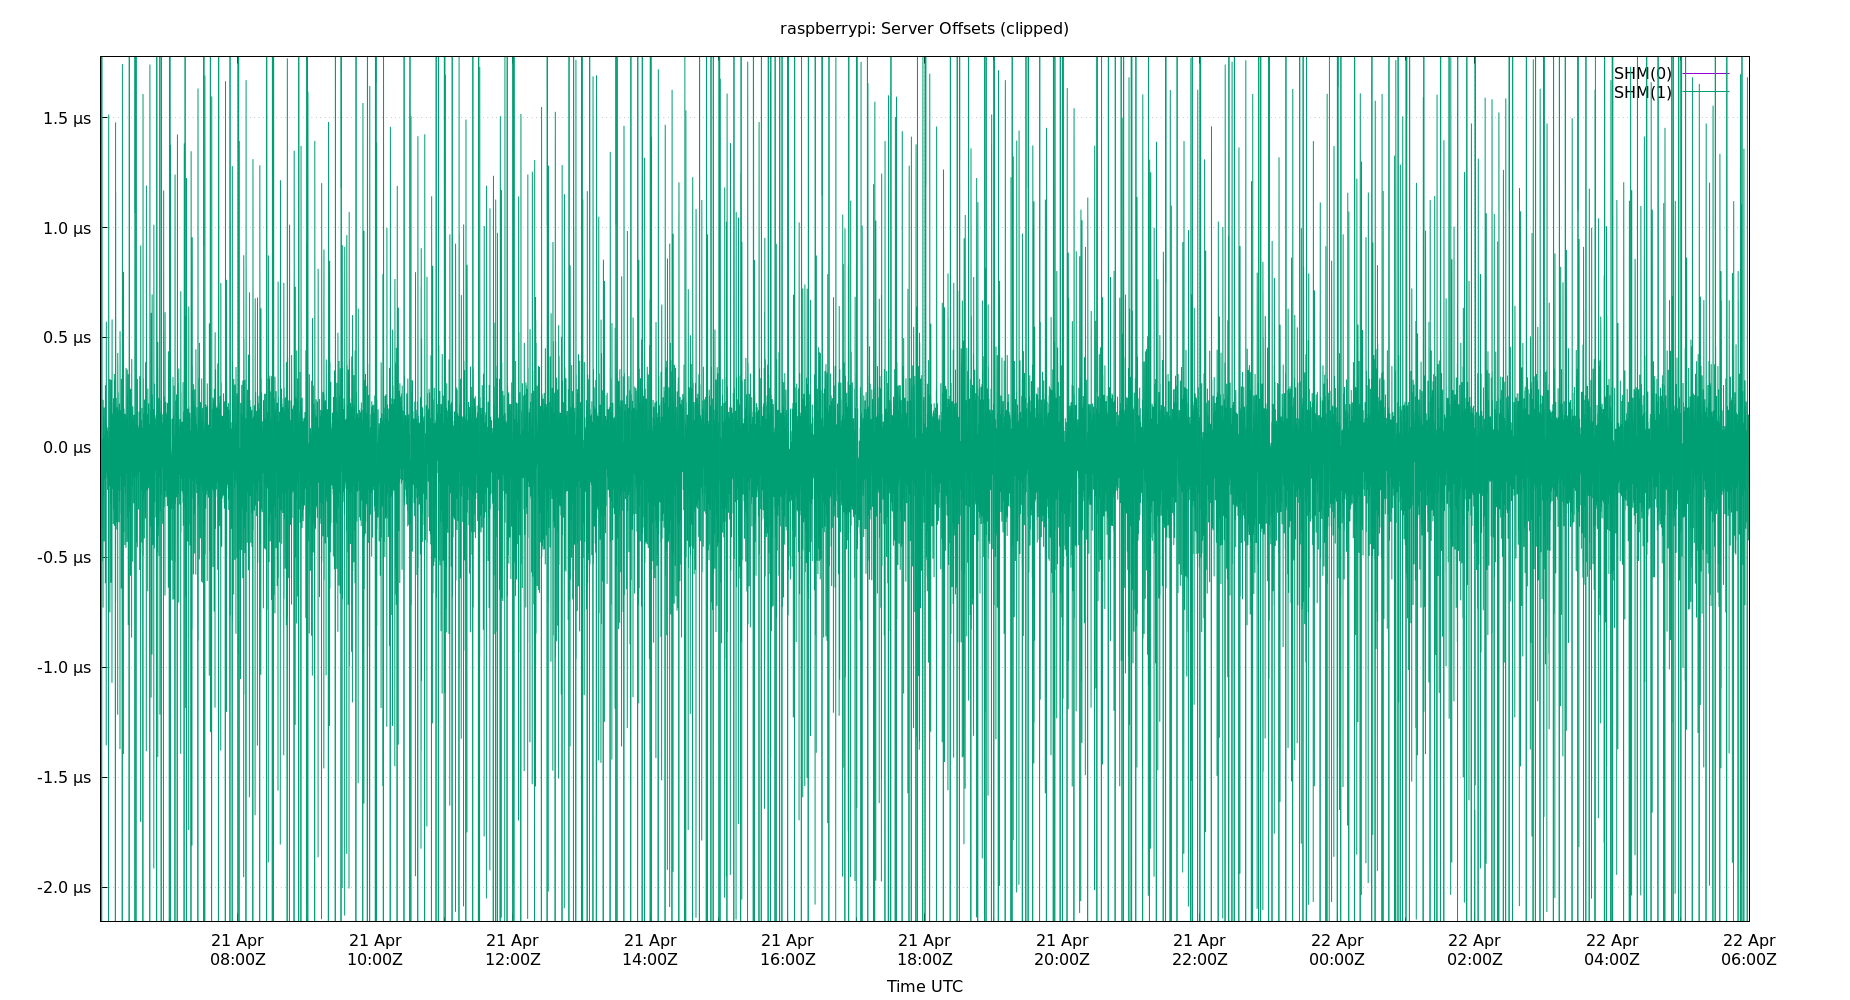 raspberrypi: Server Offsets (clipped)
SHM(0)
SHM(1)
1.5 µs
1.0 µs
0.5 µs
0.0 µs
-0.5 µs
-1.0 µs
-1.5 µs
-2.0 µs
21 Apr 21 Apr 21 Apr 21 Apr 21 Apr 21 Apr 21 Apr 21 Apr 22 Apr 22 Apr 22 Apr 22 Apr
08:00Z 10:00Z 12:00Z 14:00Z 16:00Z 18:00Z 20:00Z 22:00Z 00:00Z 02:00Z 04:00Z 06:00Z
Time UTC